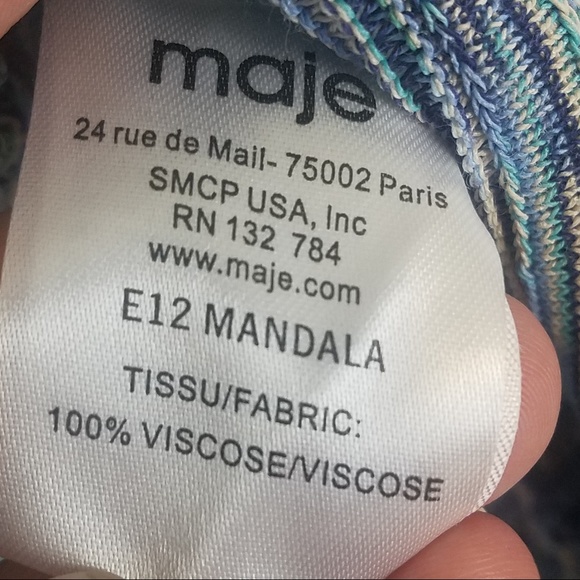 maje
24 rue de Mail- 75002 Paris
SMCP USA, Inc
RN 132 784
www.maje.com
E12 MANDALA
TISSU/FABRIC:
100% VISCOSE/VISCOSE